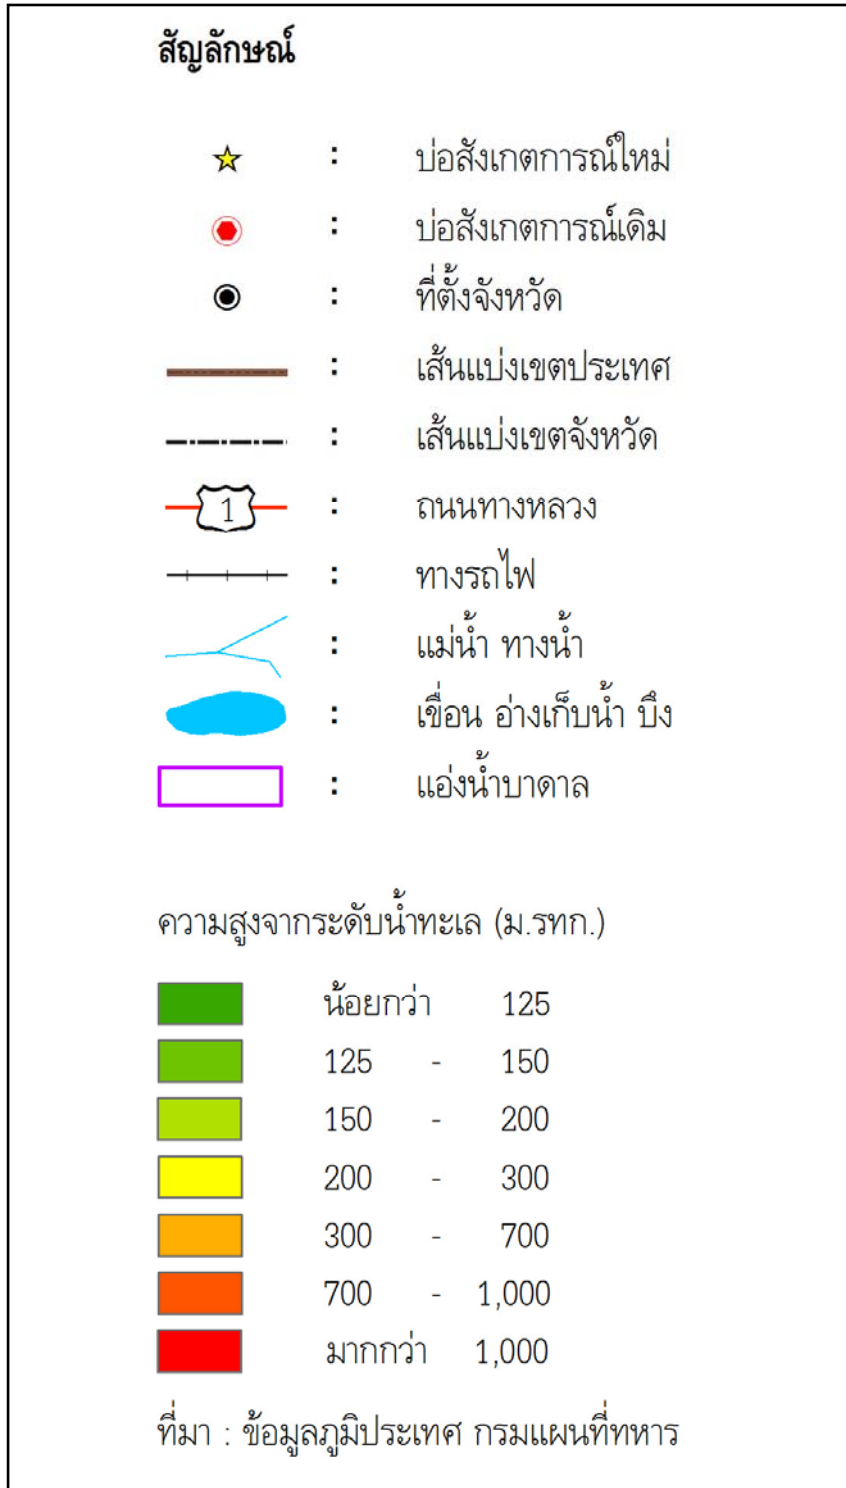 สัญลักษณ์
: บ่อสังเกตการณ์ใหม่
: บ่อสังเกตการณ์เดิม
: ที่ตั้งจังหวัด
: เส้นแบ่งเขตประเทศ
: เส้นแบ่งเขตจังหวัด
1 : ถนนทางหลวง
: ทางรถไฟ
: แม่น้ำ ทางน้ำ
: เขื่อน อ่างเก็บน้ำ บึง
: แอ่งน้ำบาดาล
ความสูงจากระดับน้ำทะเล (ม.รทก.)
น้อยกว่า 125
125 - 150
150 - 200
200 - 300
300 - 700
700 - 1,000
มากกว่า 1,000
ที่มา : ข้อมูลภูมิประเทศ กรมแผนที่ทหาร